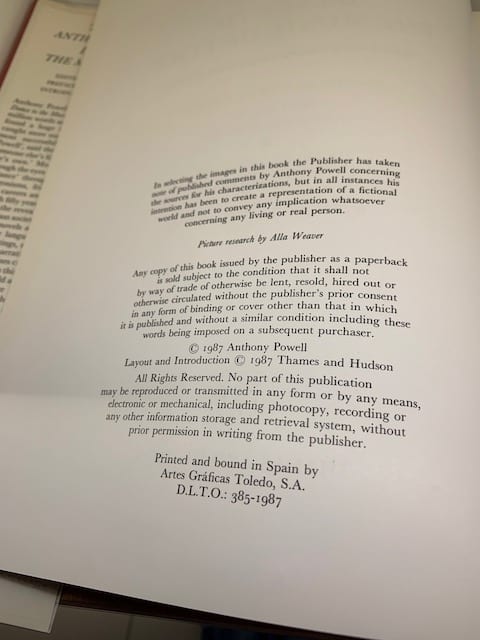 In selecting the images in this book the Publisher has taken
note of published comments by Anthony Powell concerning
the sources for his characterizations, but in all instances his
intention has been to create a representation of a fictional
world and not to convey any implication whatsoever
concerning any living or real person.
Picture research by Alla Weaver
Any copy of this book issued by the publisher as a paperback
is sold subject to the condition that it shall not
by way of trade of otherwise be lent, resold, hired out or
otherwise circulated without the publisher's prior consent
in any form of binding or cover other than that in which
it is published and without a similar condition including these
words being imposed on a subsequent purchaser.
© 1987 Anthony Powell
Layout and Introduction © 1987 Thames and Hudson
All Rights Reserved. No part of this publication
may be reproduced or transmitted in any form or by any means,
electronic or mechanical, including photocopy, recording or
any other information storage and retrieval system, without
prior permission in writing from the publisher.
Printed and bound in Spain by
Artes Gráficas Toledo, S.A.
D.L.T.O.: 385-1987